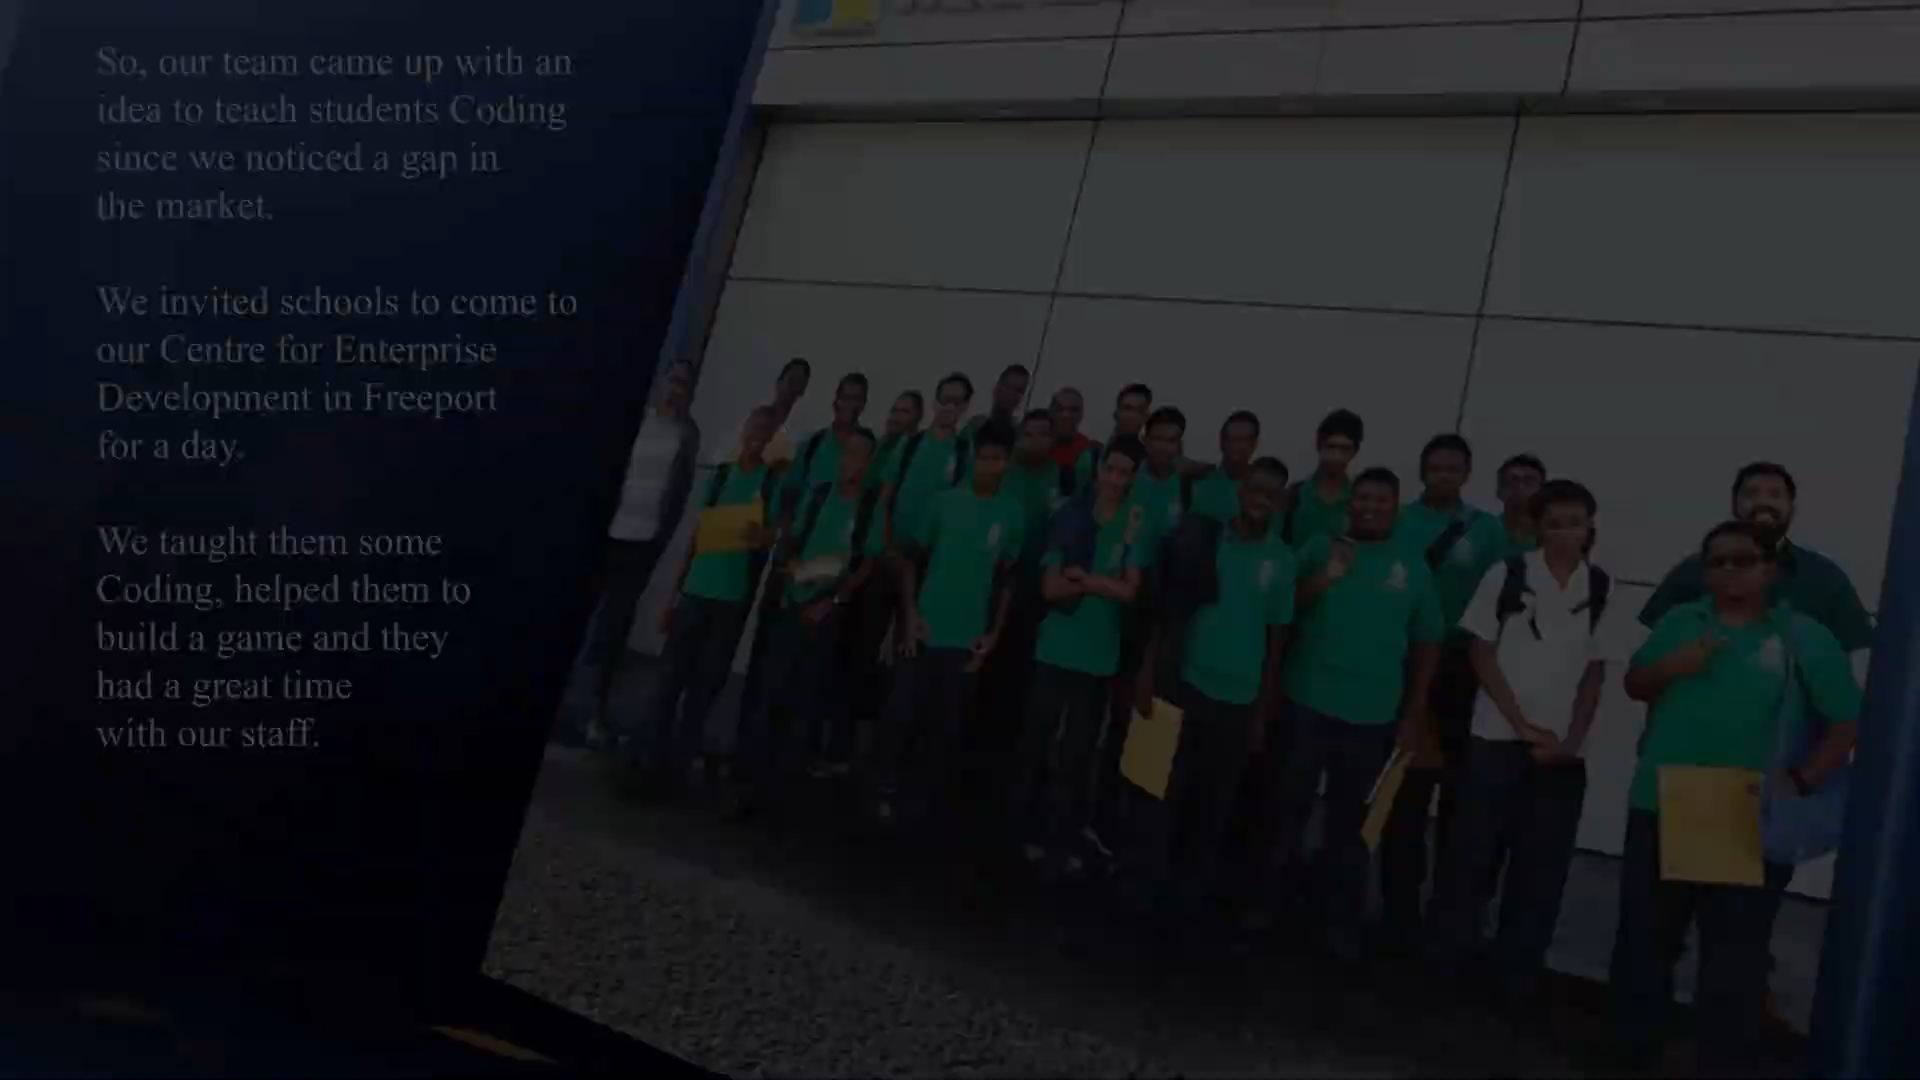 So, our team came up with an
idea to teach students Coding
since we noticed a gap in
the market.
We invited schools to come to
our Centre for Enterprise
Development in Freeport
for a day.
We taught them some
Coding, helped them to
build a game and they
had a great time
with our staff.